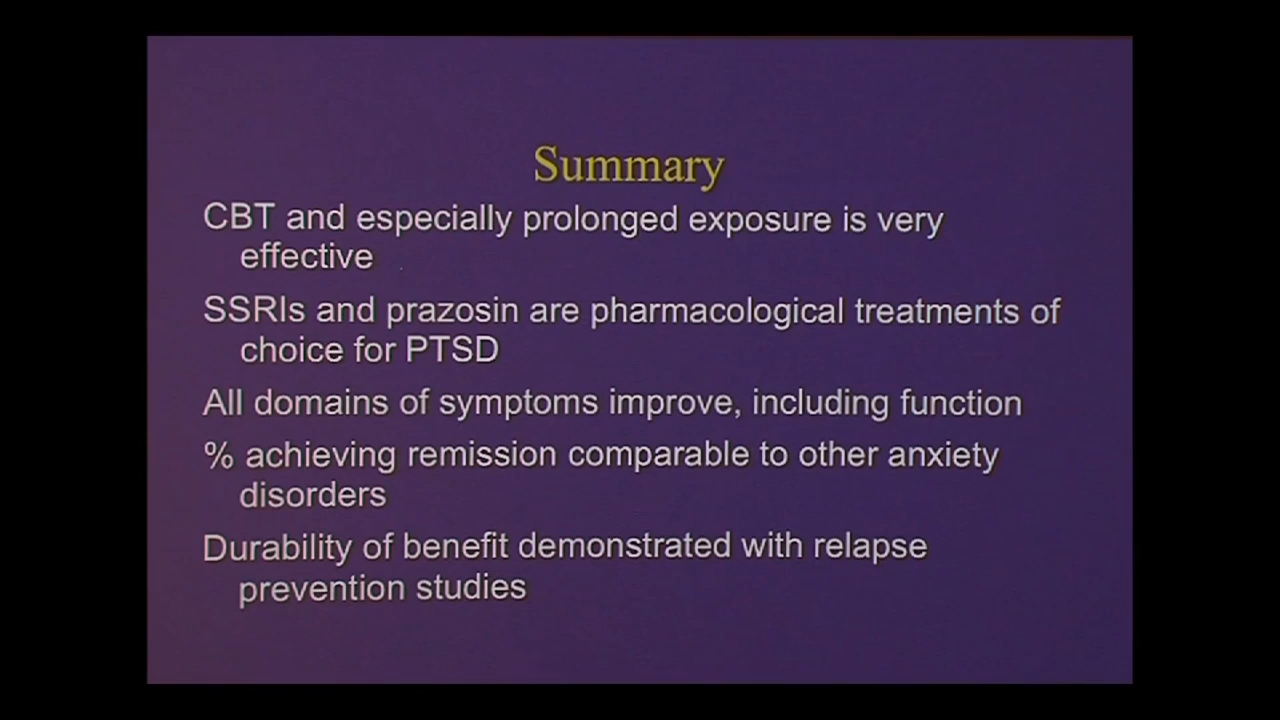 Summary
CBT and especially prolonged exposure is very
effective
SSRIs and prazosin are pharmacological treatments of
choice for PTSD
All domains of symptoms improve, including function
% achieving remission comparable to other anxiety
disorders
Durability of benefit demonstrated with relapse
prevention studies